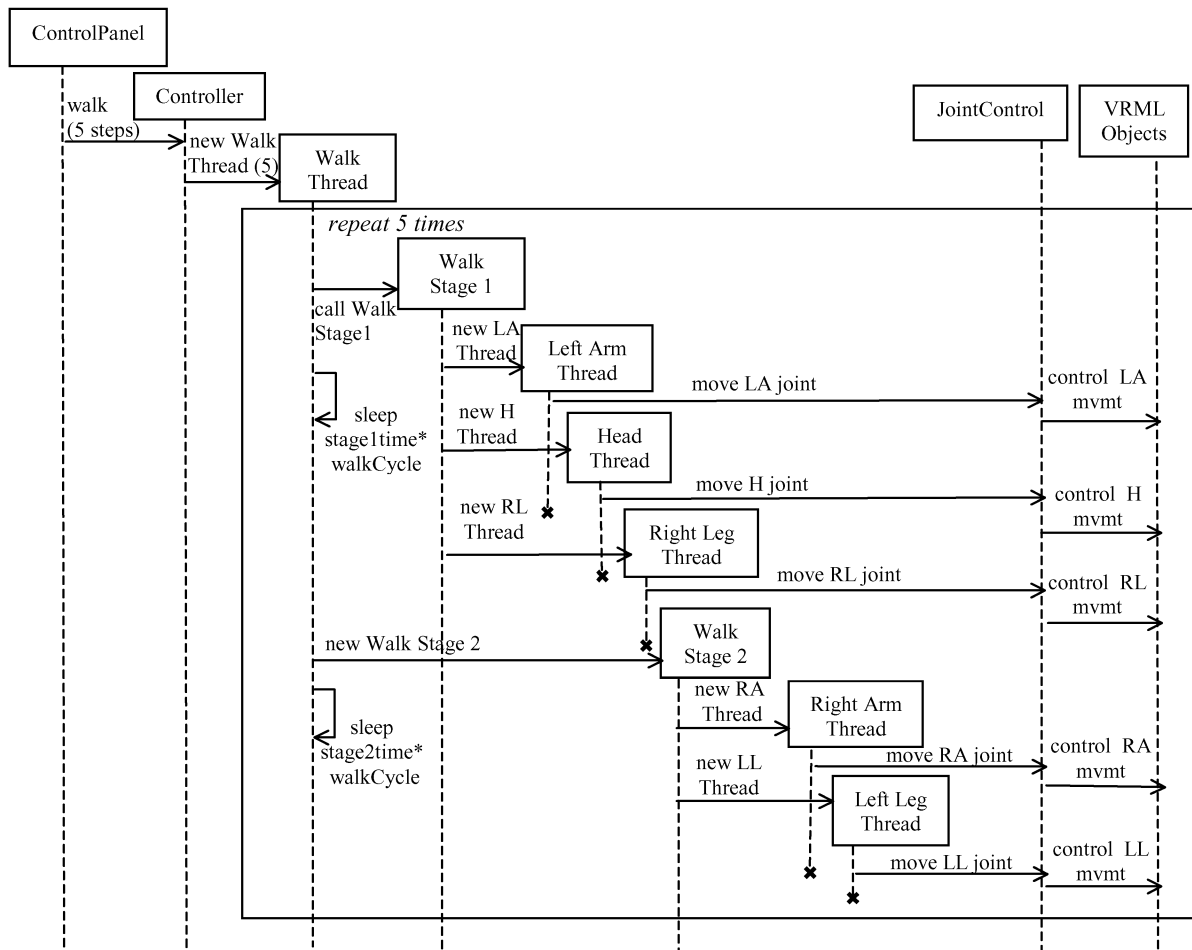 ControlPanel
Controller
JointControl
VRML
Objects
walk
(5 steps)
new Walk
Thread (5)
Walk
Thread
repeat 5 times
Walk
Stage 1
call Walk
Stage1
new LA
Thread
Left Arm
Thread
move LA joint
control LA
mvmt
sleep
stage1time*
walkCycle
new H
Thread
Head
Thread
move H joint
control H
mvmt
new RL
Thread
Right Leg
Thread
move RL joint
control RL
mvmt
new Walk Stage 2
Walk
Stage 2
new RA
Thread
Right Arm
Thread
move RA joint
control RA
mvmt
sleep
stage2time*
walkCycle
new LL
Thread
Left Leg
Thread
move LL joint
control LL
mvmt